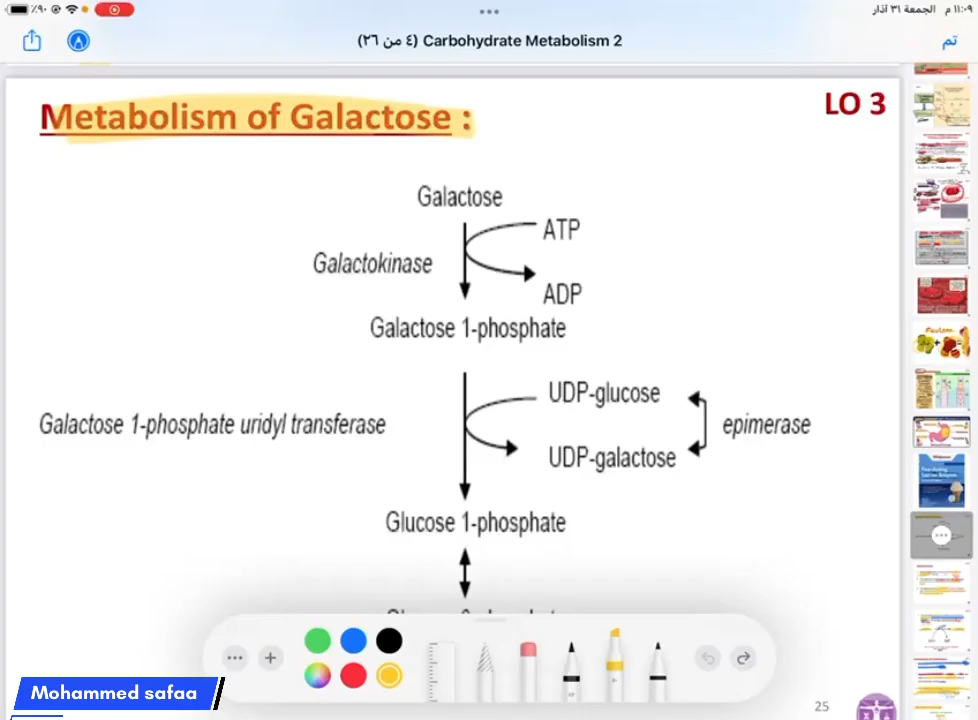 ٪٩٠
١١:٠٩ م الجمعة ٣١ آذار
Carbohydrate Metabolism 2 (٤ من ٢٦)
تم
Metabolism of Galactose :
LO 3
Galactose
ATP
Galactokinase
ADP
Galactose 1-phosphate
UDP-glucose
Galactose 1-phosphate uridyl transferase
epimerase
UDP-galactose
Glucose 1-phosphate
Mohammed safaa
25